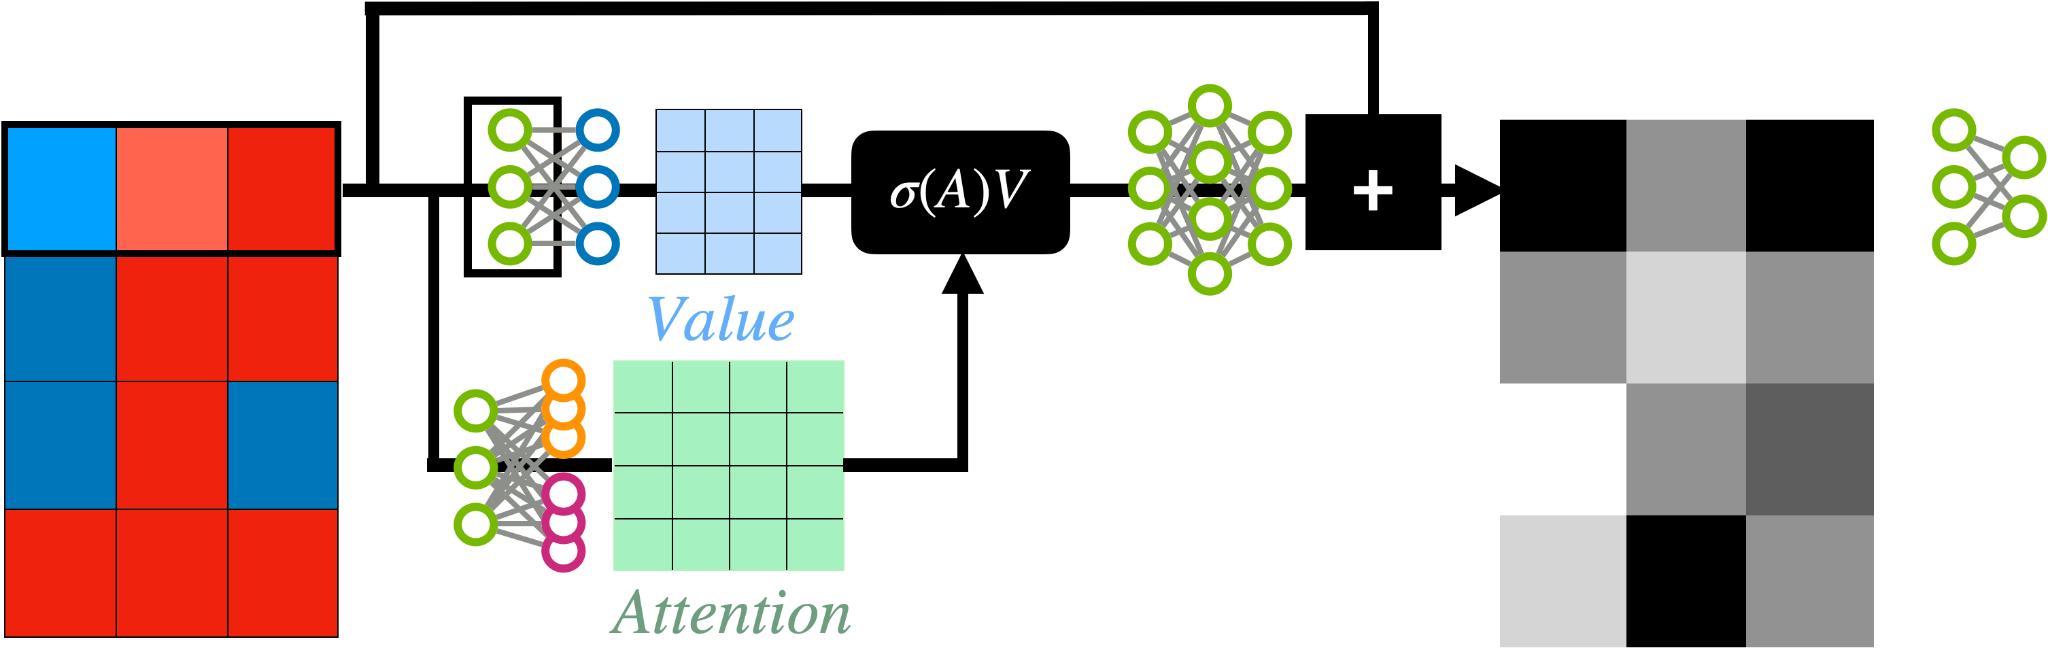 σ(A)V
+
Value
Attention